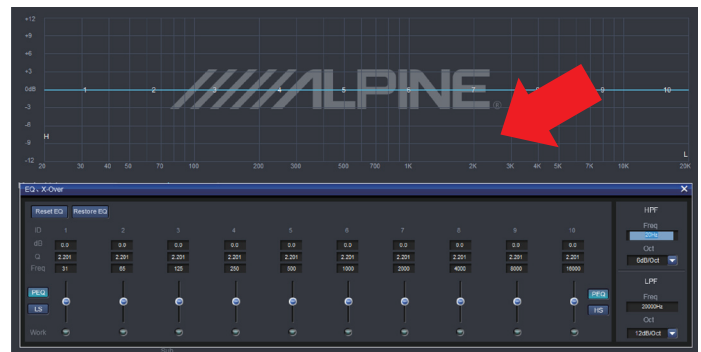 +12
+9
+6
+3
0dB
-3
-6
-9
-12
1 2 3 4 5 6 7 8 9 10
ALPINE®
H
L
20 30 40 50 70 100 200 300 500 700 1K 2K 3K 4K 5K 7K 10K 20K
EQ , X-Over X
Reset EQ Restore EQ
ID 1 2 3 4 5 6 7 8 9 10
dB 0.0 0.0 0.0 0.0 0.0 0.0 0.0 0.0 0.0 0.0
Q 2.201 2.201 2.201 2.201 2.201 2.201 2.201 2.201 2.201 2.201
Freq 31 65 125 250 500 1000 2000 4000 8000 16000
PEQ PEQ
LS HS
Work
HPF
Freq
20Hz
Oct
6dB/Oct
LPF
Freq
20000Hz
Oct
12dB/Oct
Sub